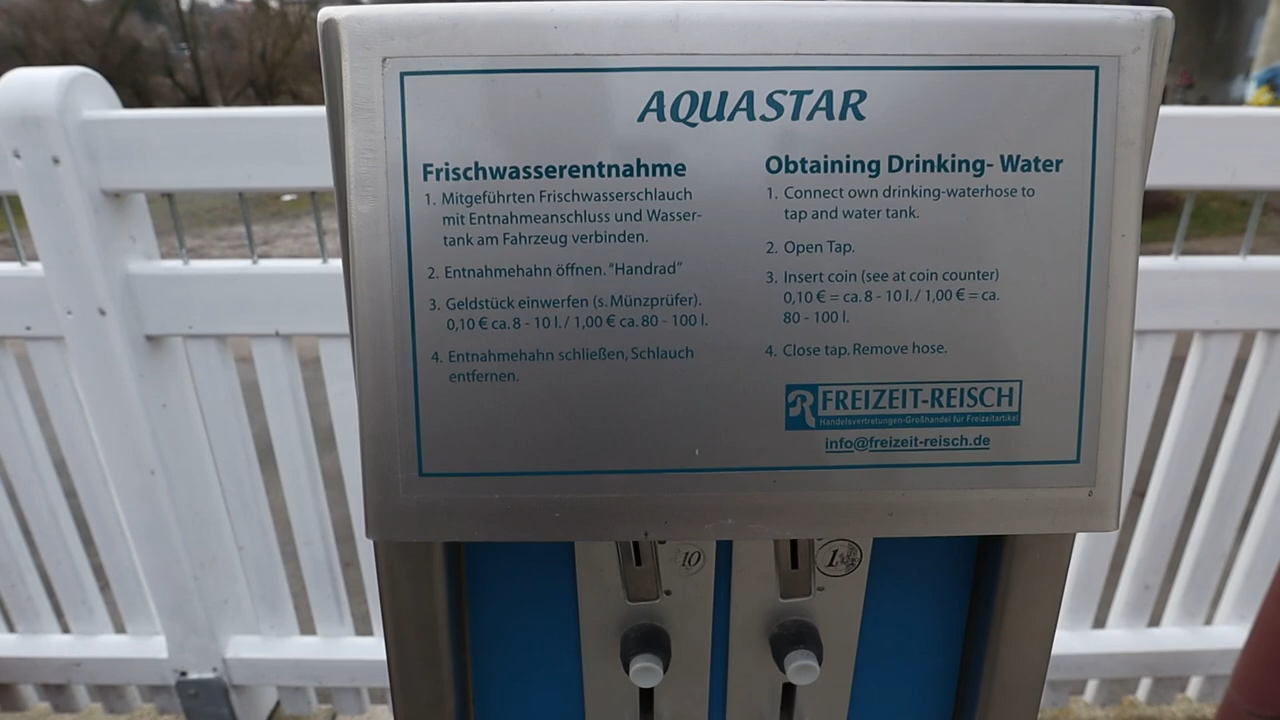 AQUASTAR
Frischwasserentnahme
1. Mitgeführten Frischwasserschlauch
mit Entnahmeanschluss und Wasser-
tank am Fahrzeug verbinden.
2. Entnahmehahn öffnen. "Handrad"
3. Geldstück einwerfen (s. Münzprüfer).
0,10 € ca. 8 - 10 l. / 1,00 € ca. 80 - 100 l.
4. Entnahmehahn schließen, Schlauch
entfernen.
Obtaining Drinking- Water
1. Connect own drinking-waterhose to
tap and water tank.
2. Open Tap.
3. Insert coin (see at coin counter)
0,10 € = ca. 8 - 10 l. / 1,00 € = ca.
80 - 100 l.
4. Close tap. Remove hose.
FREIZEIT-REISCH
Handelsvertretungen-Großhandel für Freizeitartikel
info@freizeit-reisch.de
10
1